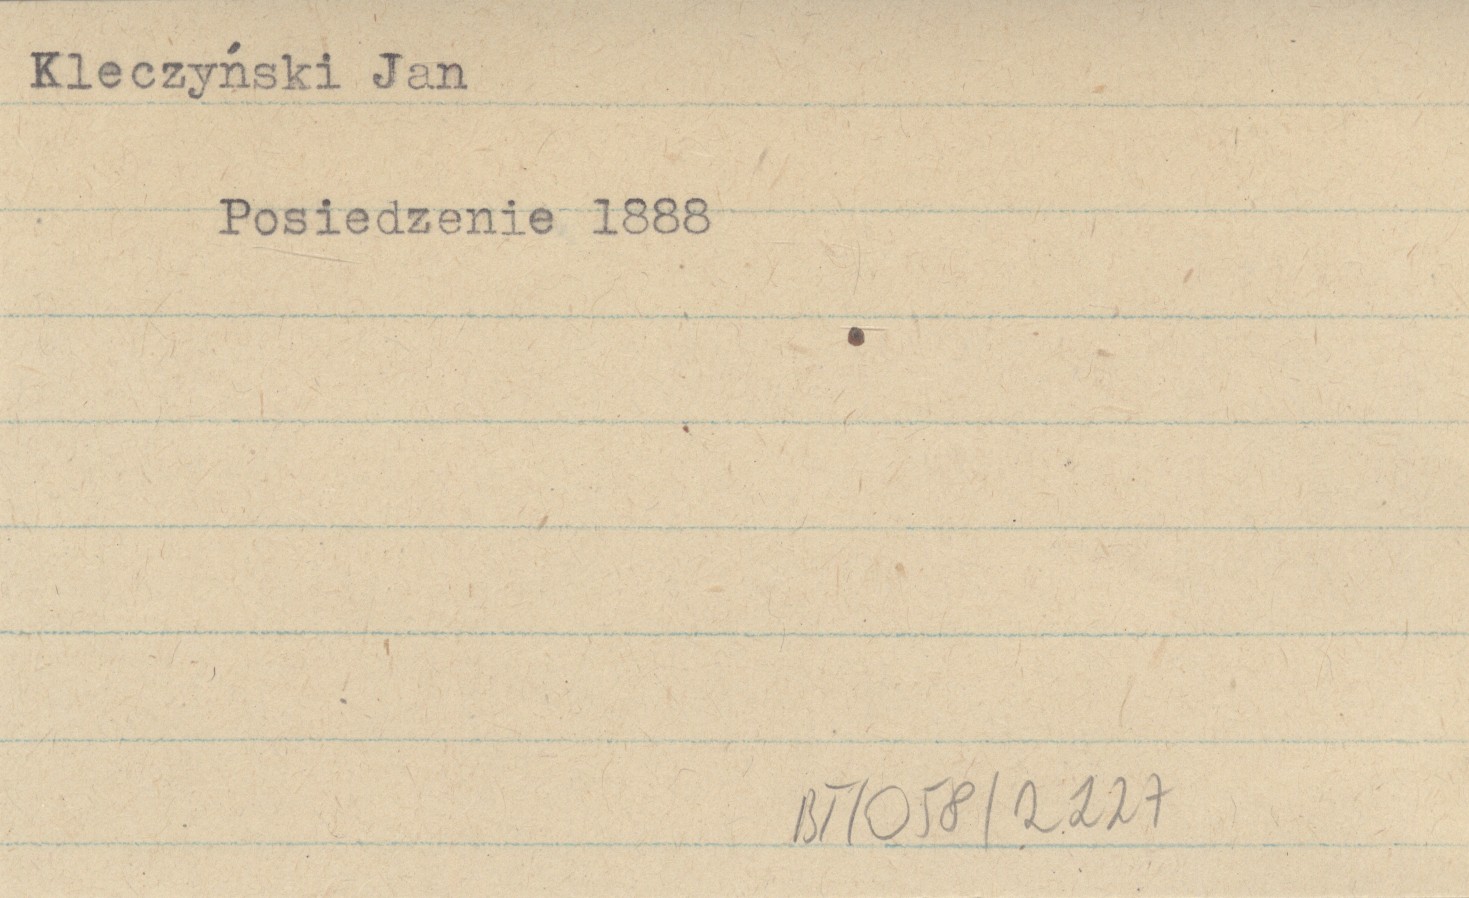 Kleczyński Jan
Posiedzenie 1888
BT/058/2227